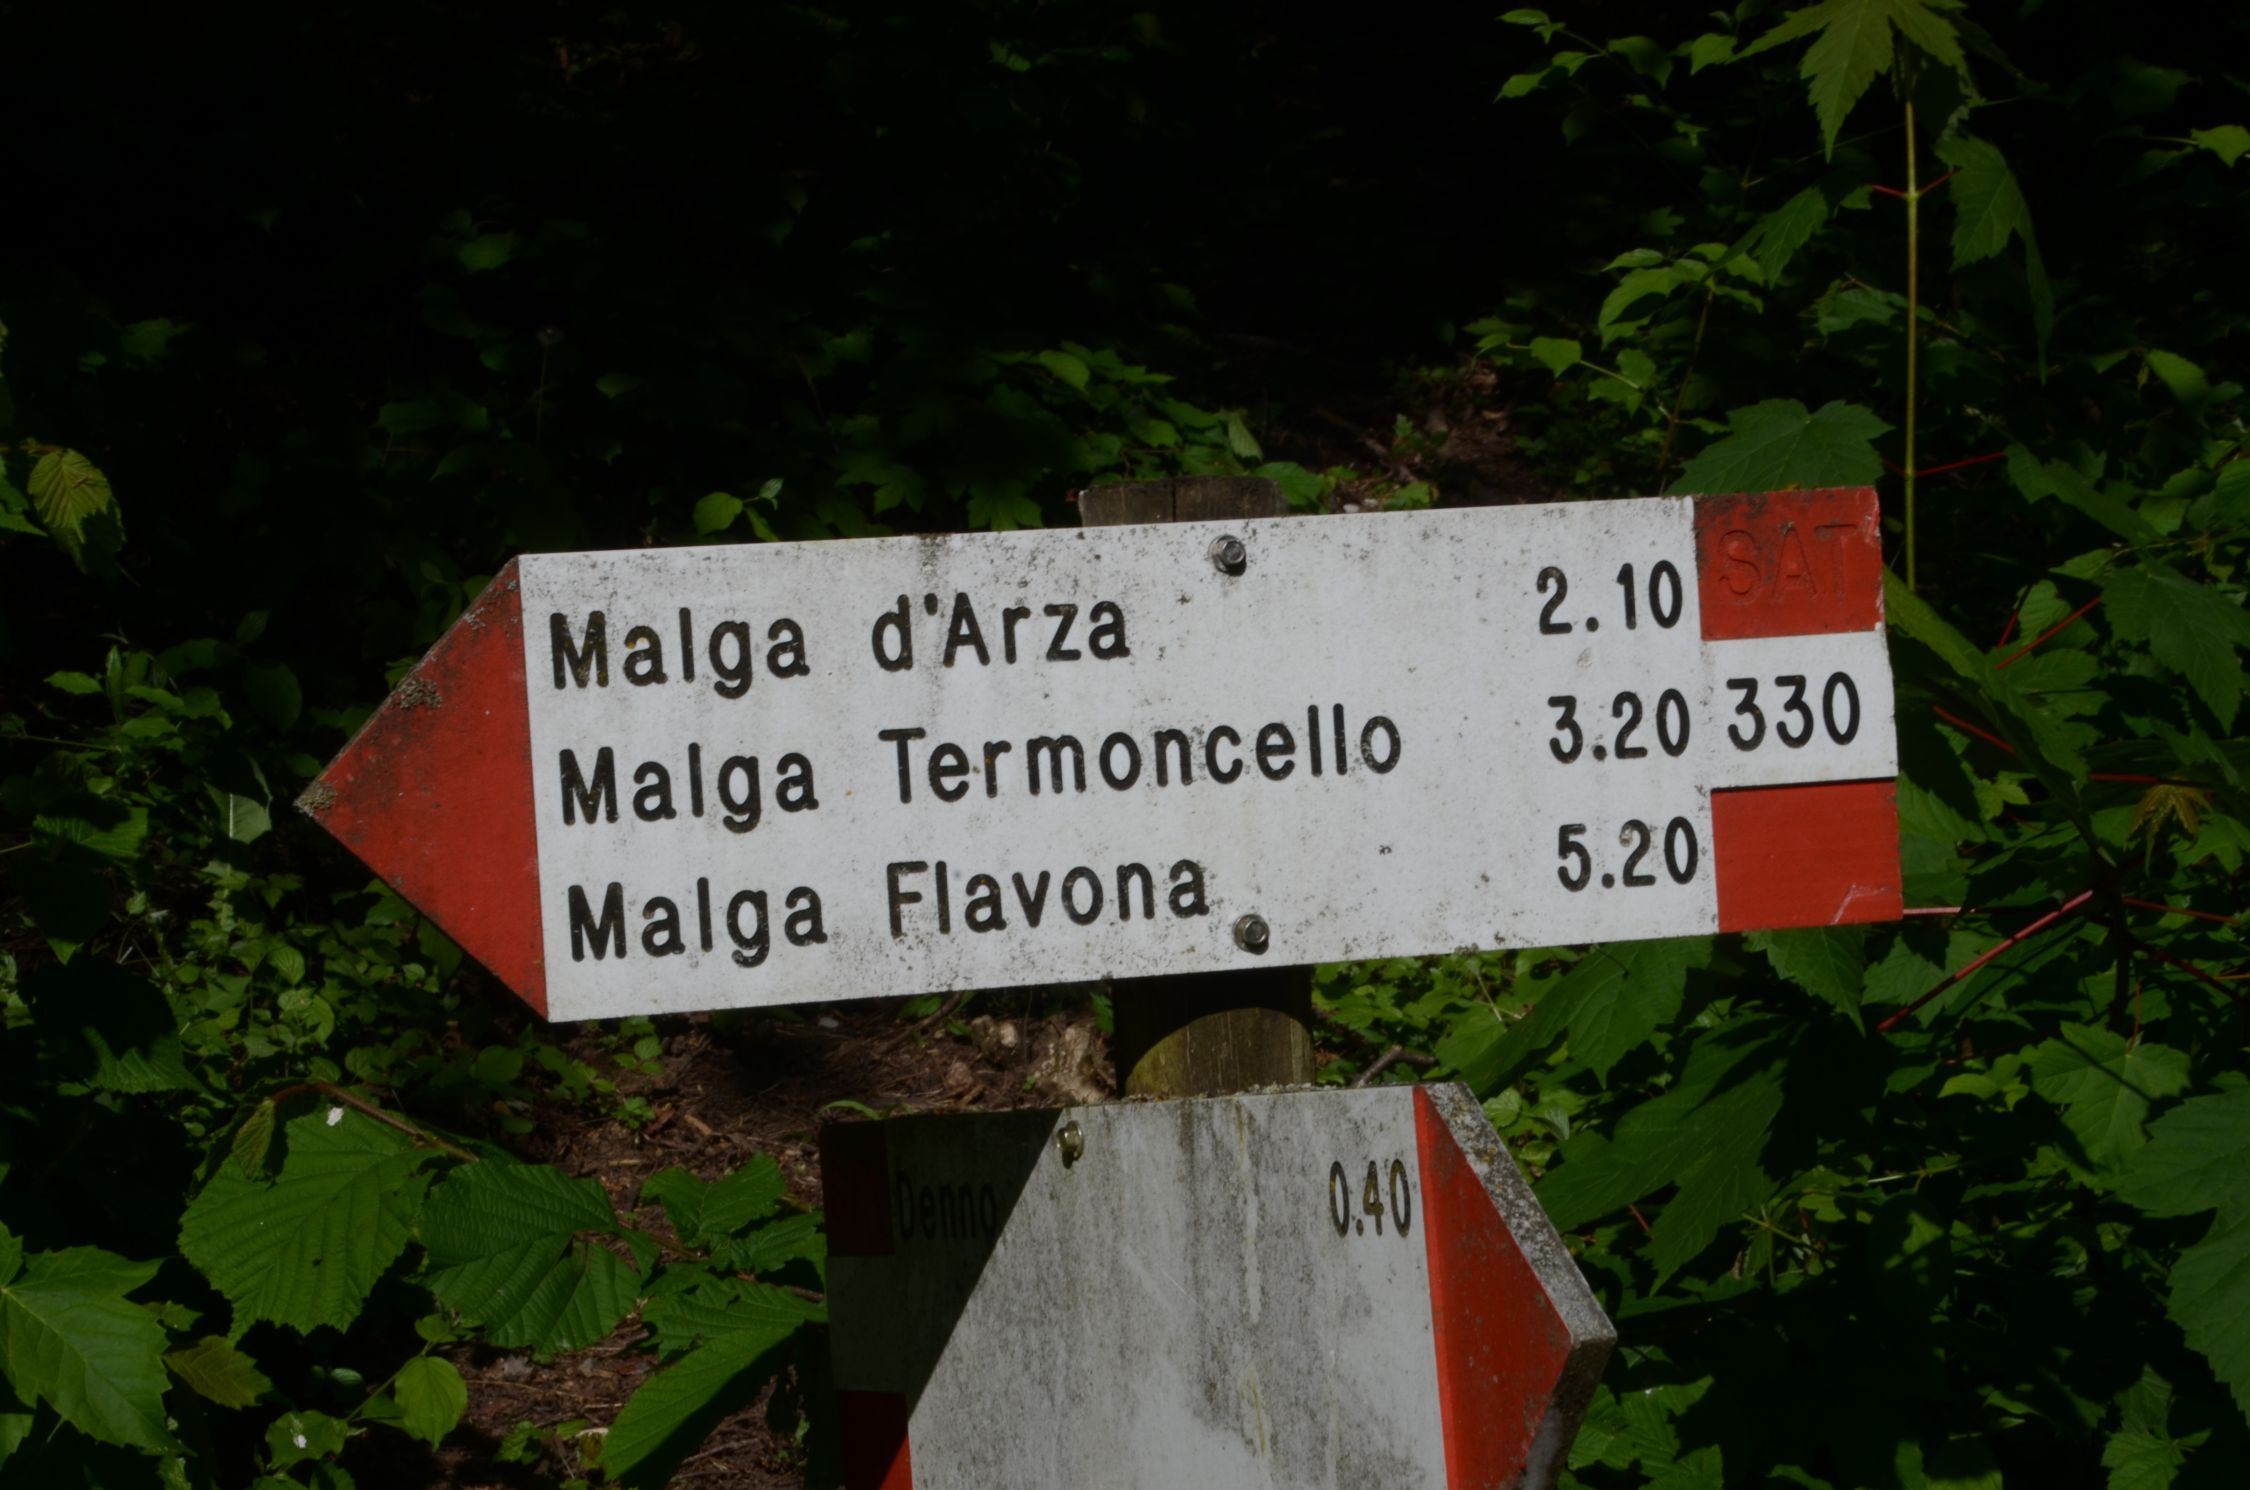 SAT
Malga d'Arza 2.10
Malga Termoncello 3.20 330
Malga Flavona 5.20
Denno 0.40